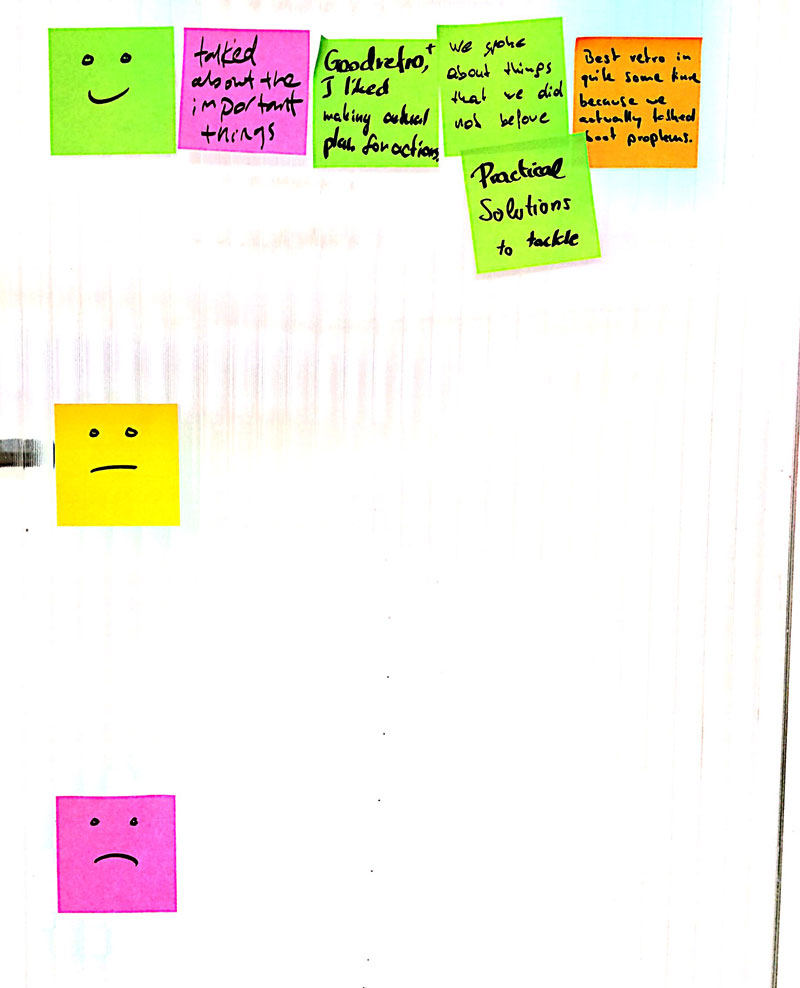 talked
about the
important
things
Good retro,+
I liked
making actual
plan for actions.
We spoke
about things
that we did
not before
Practical
Solutions
to tackle
Best retro in
quite some time
because we
actually talked
bout proplems.